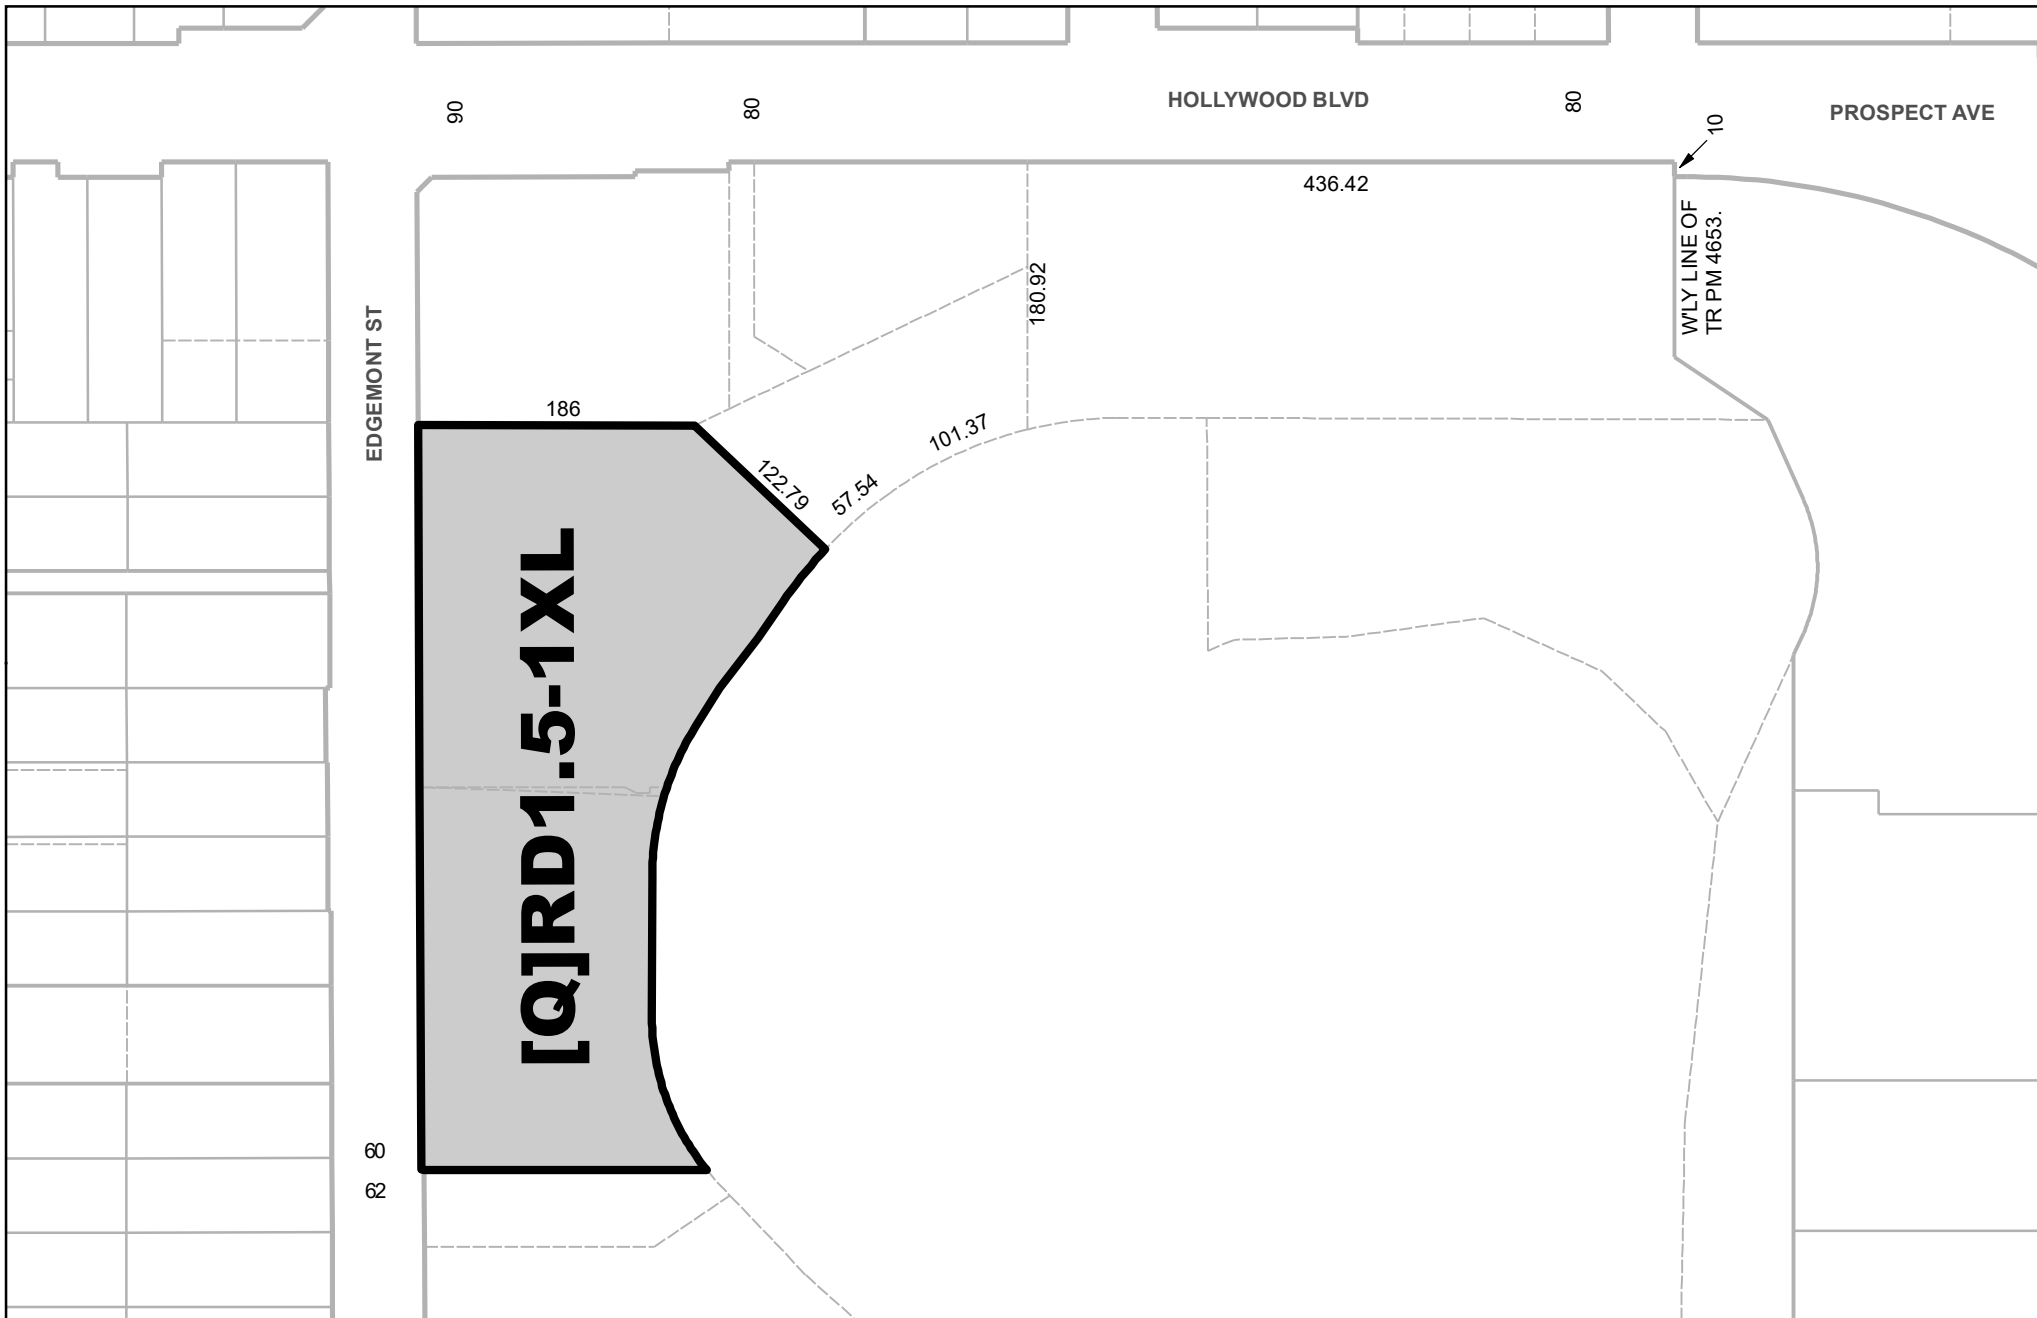 90
80
HOLLYWOOD BLVD
80
10
PROSPECT AVE
436.42
W'LY LINE OF
TR PM 4653.
180.92
EDGEMONT ST
186
101.37
122.79
57.54
[Q]RD1.5-1XL
60
62